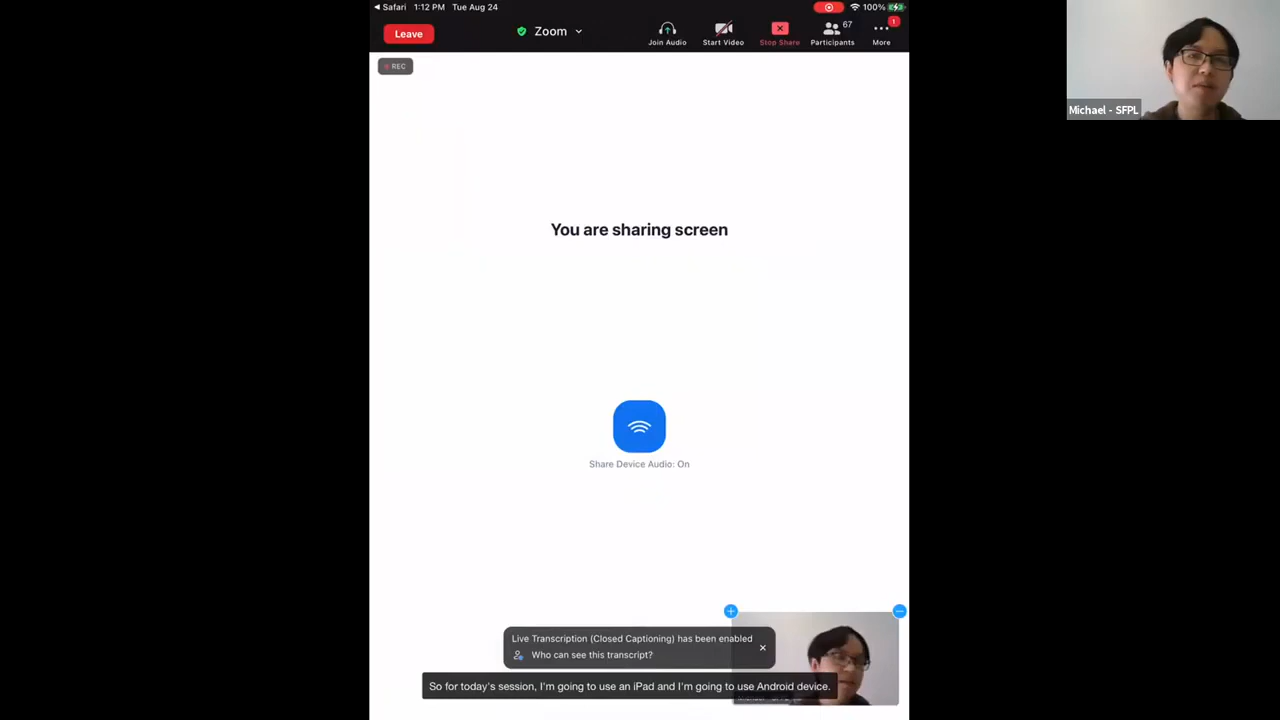 Safari 1:12 PM Tue Aug 24 100%
Leave
Zoom
Join Audio
Start Video
Stop Share
67
Participants
1
More
REC
Michael - SFPL
You are sharing screen
Share Device Audio: On
Live Transcription (Closed Captioning) has been enabled
Who can see this transcript?
So for today's session, I'm going to use an iPad and I'm going to use Android device.